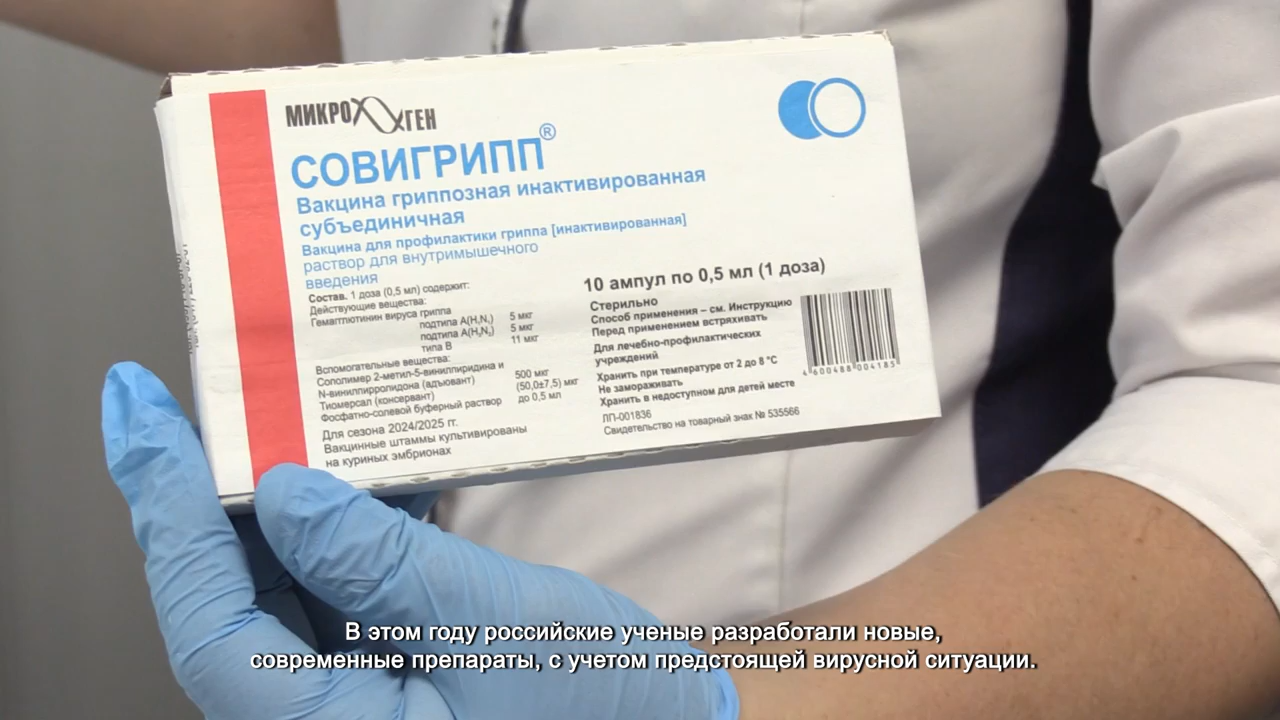 МИКРОГЕН
СОВИГРИПП®
Вакцина гриппозная инактивированная
субъединичная
Вакцина для профилактики гриппа [инактивированная]
раствор для внутримышечного
введения
Состав. 1 доза (0,5 мл) содержит:
Действующие вещества:
Гемагглютинин вируса гриппа
подтипа A(H₁N₁) 5 мкг
подтипа A(H₃N₂) 5 мкг
типа B 11 мкг
Вспомогательные вещества:
Сополимер 2-метил-5-винилпиридина и
N-винилпирролидона (адъювант) 500 мкг
Тиомерсал (консервант) (50,0±7,5) мкг
Фосфатно-солевой буферный раствор до 0,5 мл
Для сезона 2024/2025 гг.
Вакцинные штаммы культивированы
на куриных эмбрионах
10 ампул по 0,5 мл (1 доза)
Стерильно
Способ применения – см. Инструкцию
Перед применением встряхивать
Для лечебно-профилактических
учреждений
Хранить при температуре от 2 до 8 °C
Не замораживать
Хранить в недоступном для детей месте
ЛП-001836
Свидетельство на товарный знак № 535566
4 600488 004185
В этом году российские ученые разработали новые,
современные препараты, с учетом предстоящей вирусной ситуации.